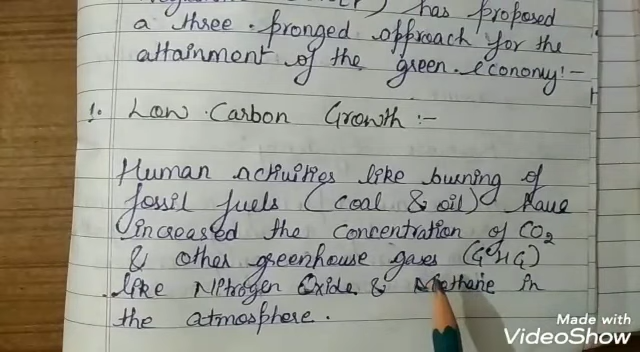 ) has proposed
a three-pronged approach for the
attainment of the green economy:-
1. Low Carbon Growth :-
Human activities like burning of
fossil fuels (coal & oil) have
increased the concentration of CO2
& other greenhouse gases (GHG)
like Nitrogen Oxide & Methane in
the atmosphere.
Made with
VideoShow